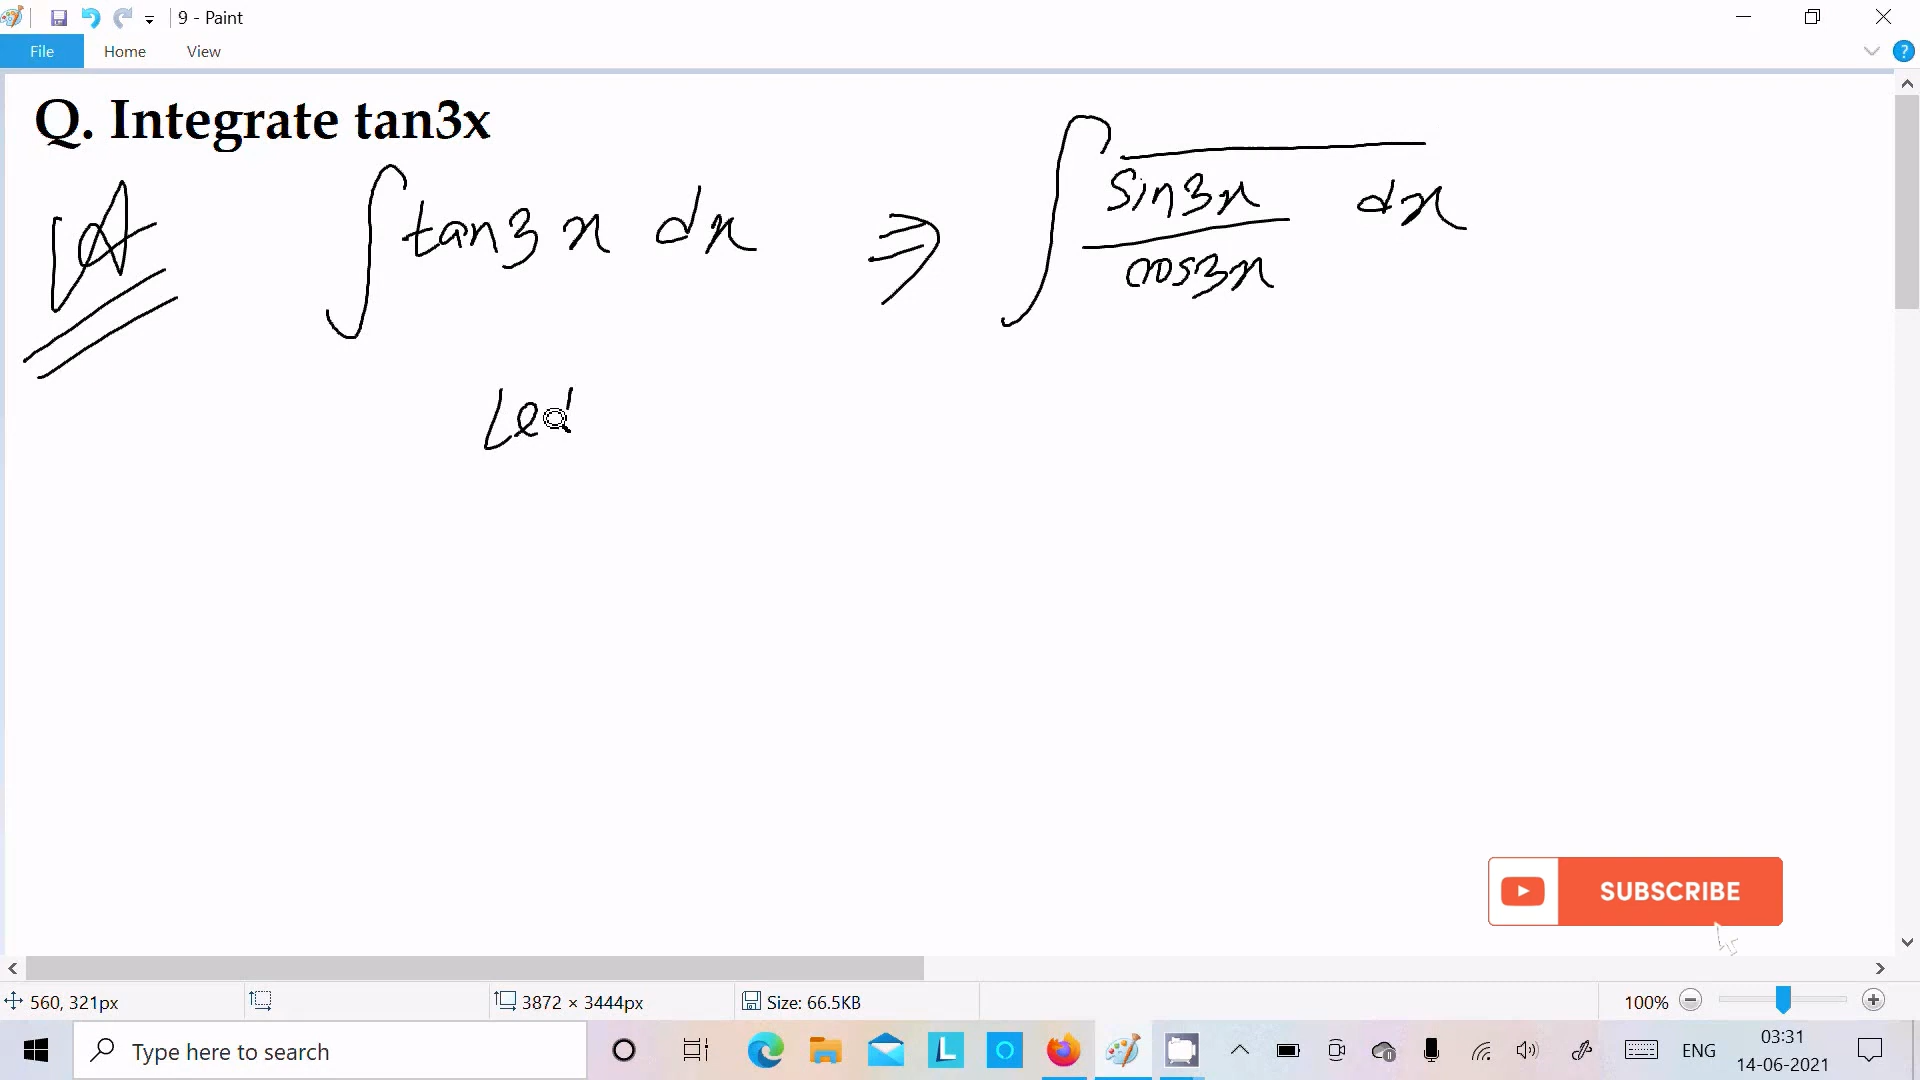 9 - Paint
File Home View
Q. Integrate tan3x
∫ tan3x dx ⇒ ∫ sin3x/cos3x dx
Let
SUBSCRIBE
560, 321px 3872 × 3444px Size: 66.5KB 100%
Type here to search
ENG
03:31
14-06-2021